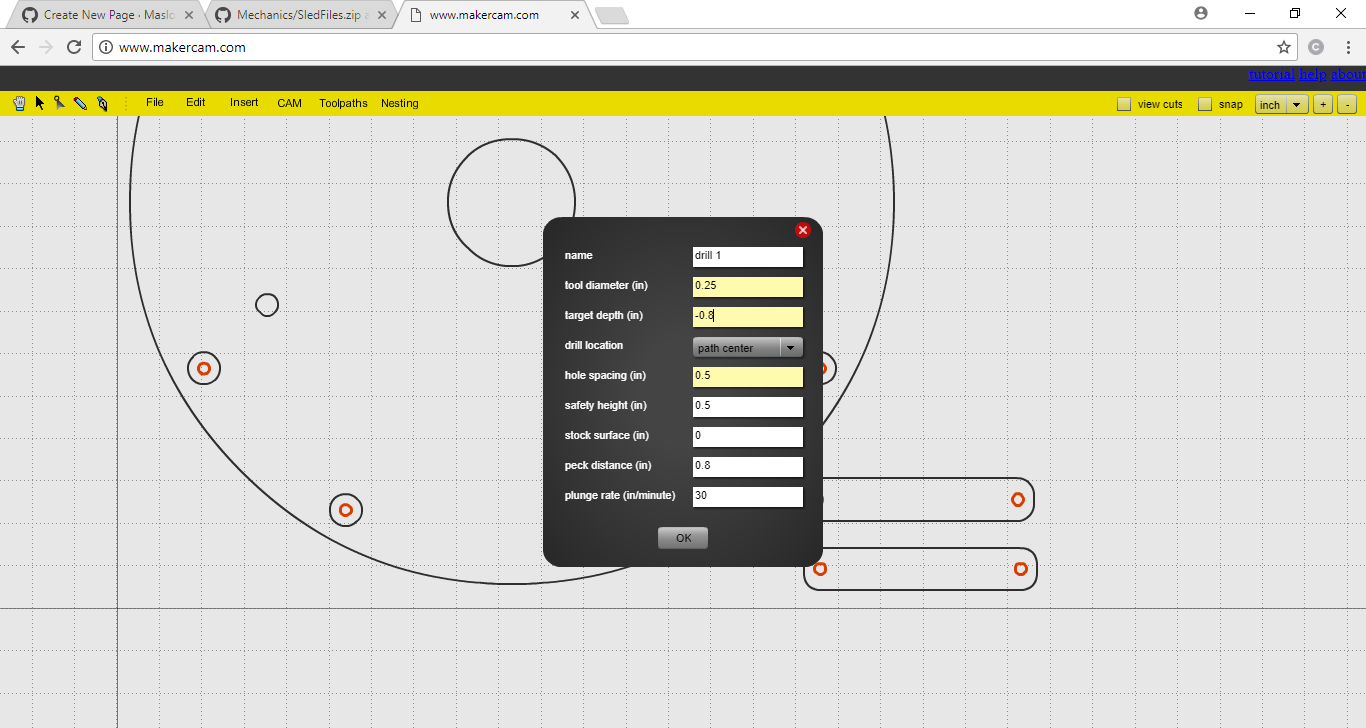 Create New Page · Maslo
Mechanics/SledFiles.zip a
www.makercam.com
www.makercam.com
C
tutorial help about
File Edit Insert CAM Toolpaths Nesting view cuts snap inch + -
name drill 1
tool diameter (in) 0.25
target depth (in) -0.8
drill location path center
hole spacing (in) 0.5
safety height (in) 0.5
stock surface (in) 0
peck distance (in) 0.8
plunge rate (in/minute) 30
OK